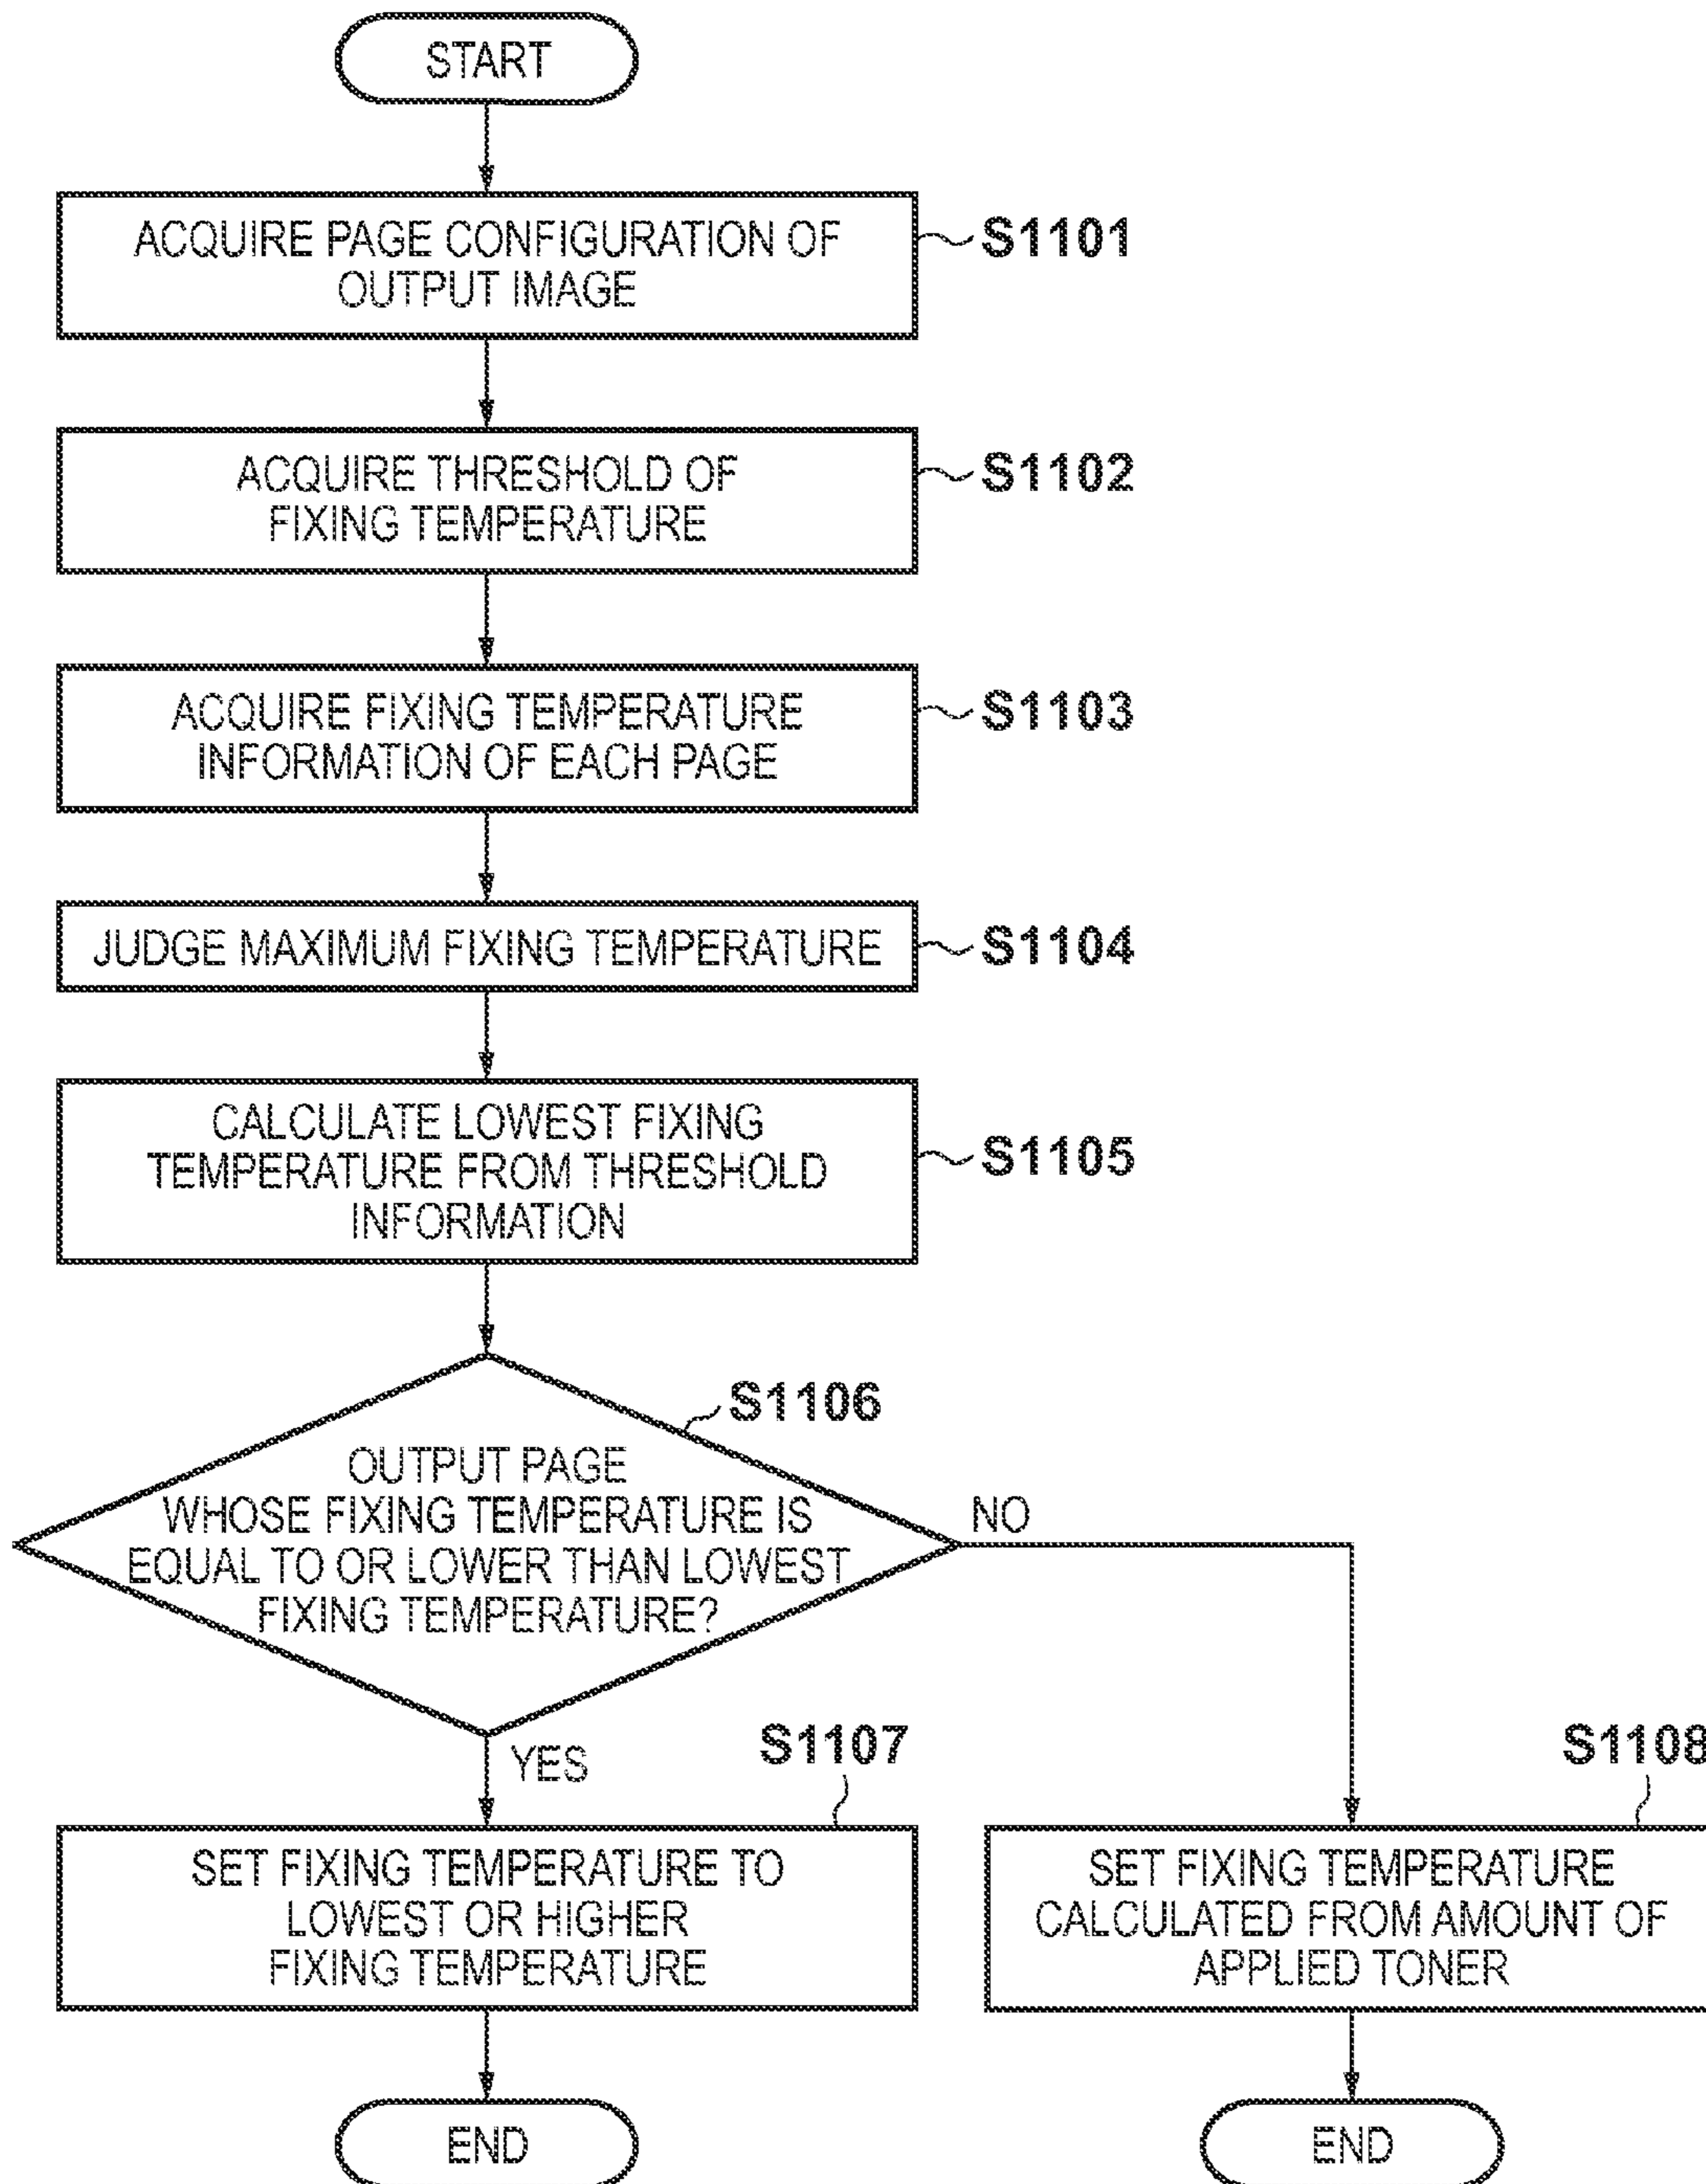 START
ACQUIRE PAGE CONFIGURATION OF
OUTPUT IMAGE
S1101
ACQUIRE THRESHOLD OF
FIXING TEMPERATURE
S1102
ACQUIRE FIXING TEMPERATURE
INFORMATION OF EACH PAGE
S1103
JUDGE MAXIMUM FIXING TEMPERATURE
S1104
CALCULATE LOWEST FIXING
TEMPERATURE FROM THRESHOLD
INFORMATION
S1105
S1106
OUTPUT PAGE
WHOSE FIXING TEMPERATURE IS
EQUAL TO OR LOWER THAN LOWEST
FIXING TEMPERATURE?
NO
YES
S1107
SET FIXING TEMPERATURE TO
LOWEST OR HIGHER
FIXING TEMPERATURE
END
S1108
SET FIXING TEMPERATURE
CALCULATED FROM AMOUNT OF
APPLIED TONER
END